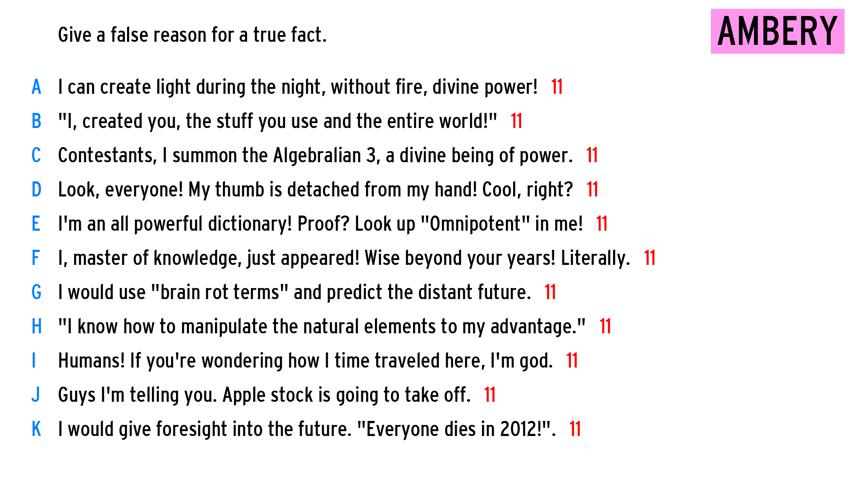 Give a false reason for a true fact.
AMBERY
A I can create light during the night, without fire, divine power! 11
B "I, created you, the stuff you use and the entire world!" 11
C Contestants, I summon the Algebralian 3, a divine being of power. 11
D Look, everyone! My thumb is detached from my hand! Cool, right? 11
E I'm an all powerful dictionary! Proof? Look up "Omnipotent" in me! 11
F I, master of knowledge, just appeared! Wise beyond your years! Literally. 11
G I would use "brain rot terms" and predict the distant future. 11
H "I know how to manipulate the natural elements to my advantage." 11
I Humans! If you're wondering how I time traveled here, I'm god. 11
J Guys I'm telling you. Apple stock is going to take off. 11
K I would give foresight into the future. "Everyone dies in 2012!". 11